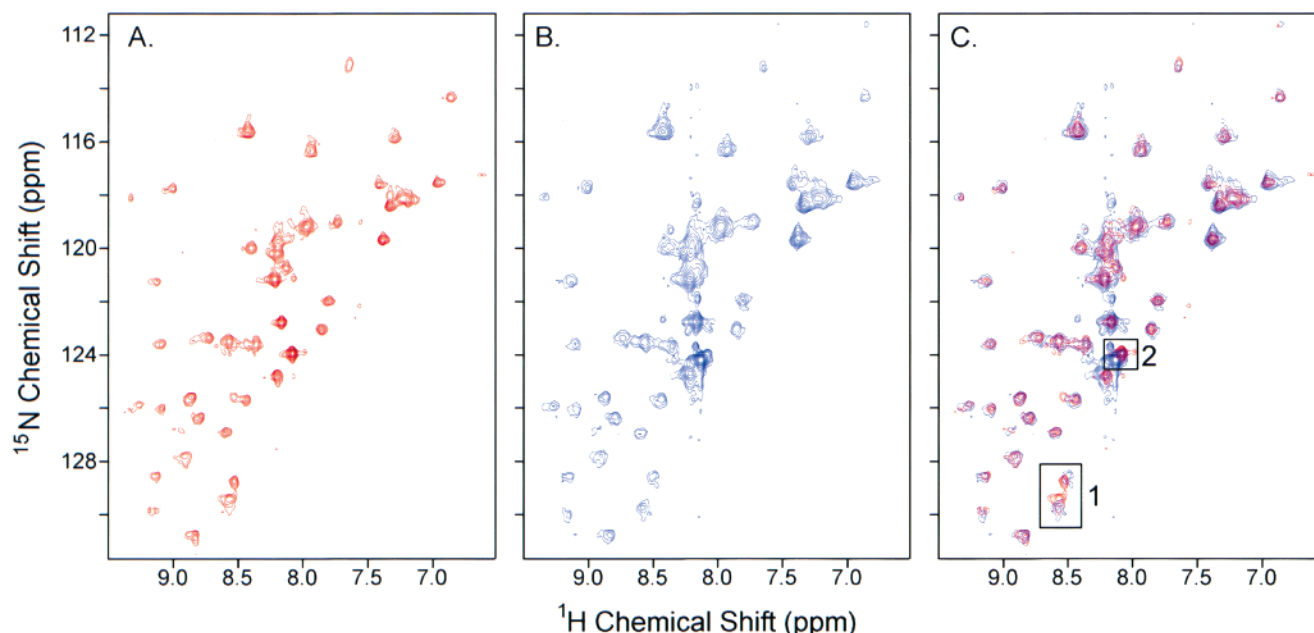 A.
B.
C.
112
116
120
124
128
¹⁵N Chemical Shift (ppm)
2
1
9.0 8.5 8.0 7.5 7.0
9.0 8.5 8.0 7.5 7.0
9.0 8.5 8.0 7.5 7.0
¹H Chemical Shift (ppm)